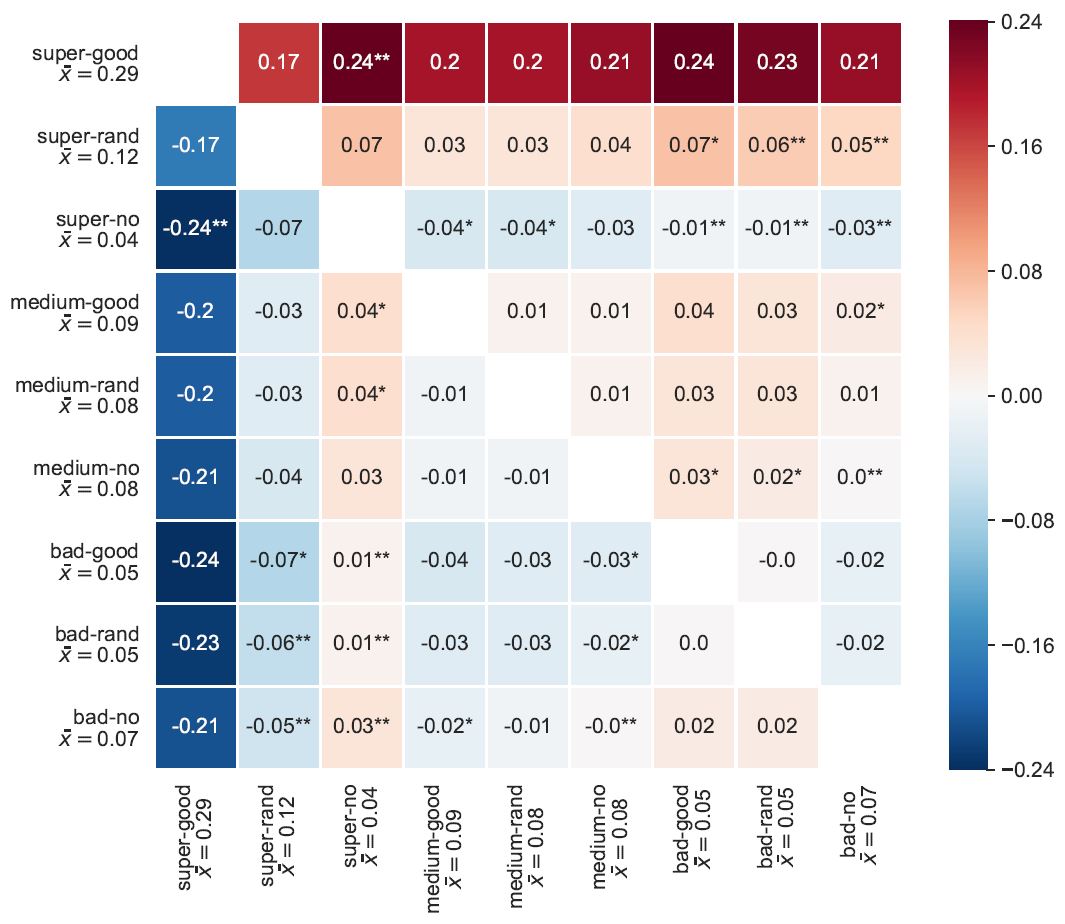 super-good
x̄ = 0.29
0.17 0.24** 0.2 0.2 0.21 0.24 0.23 0.21
super-rand
x̄ = 0.12
-0.17 0.07 0.03 0.03 0.04 0.07* 0.06** 0.05**
super-no
x̄ = 0.04
-0.24** -0.07 -0.04* -0.04* -0.03 -0.01** -0.01** -0.03**
medium-good
x̄ = 0.09
-0.2 -0.03 0.04* 0.01 0.01 0.04 0.03 0.02*
medium-rand
x̄ = 0.08
-0.2 -0.03 0.04* -0.01 0.01 0.03 0.03 0.01
medium-no
x̄ = 0.08
-0.21 -0.04 0.03 -0.01 -0.01 0.03* 0.02* 0.0**
bad-good
x̄ = 0.05
-0.24 -0.07* 0.01** -0.04 -0.03 -0.03* -0.0 -0.02
bad-rand
x̄ = 0.05
-0.23 -0.06** 0.01** -0.03 -0.03 -0.02* 0.0 -0.02
bad-no
x̄ = 0.07
-0.21 -0.05** 0.03** -0.02* -0.01 -0.0** 0.02 0.02
super-good
x̄ = 0.29
super-rand
x̄ = 0.12
super-no
x̄ = 0.04
medium-good
x̄ = 0.09
medium-rand
x̄ = 0.08
medium-no
x̄ = 0.08
bad-good
x̄ = 0.05
bad-rand
x̄ = 0.05
bad-no
x̄ = 0.07
0.24
0.16
0.08
0.00
−0.08
−0.16
−0.24